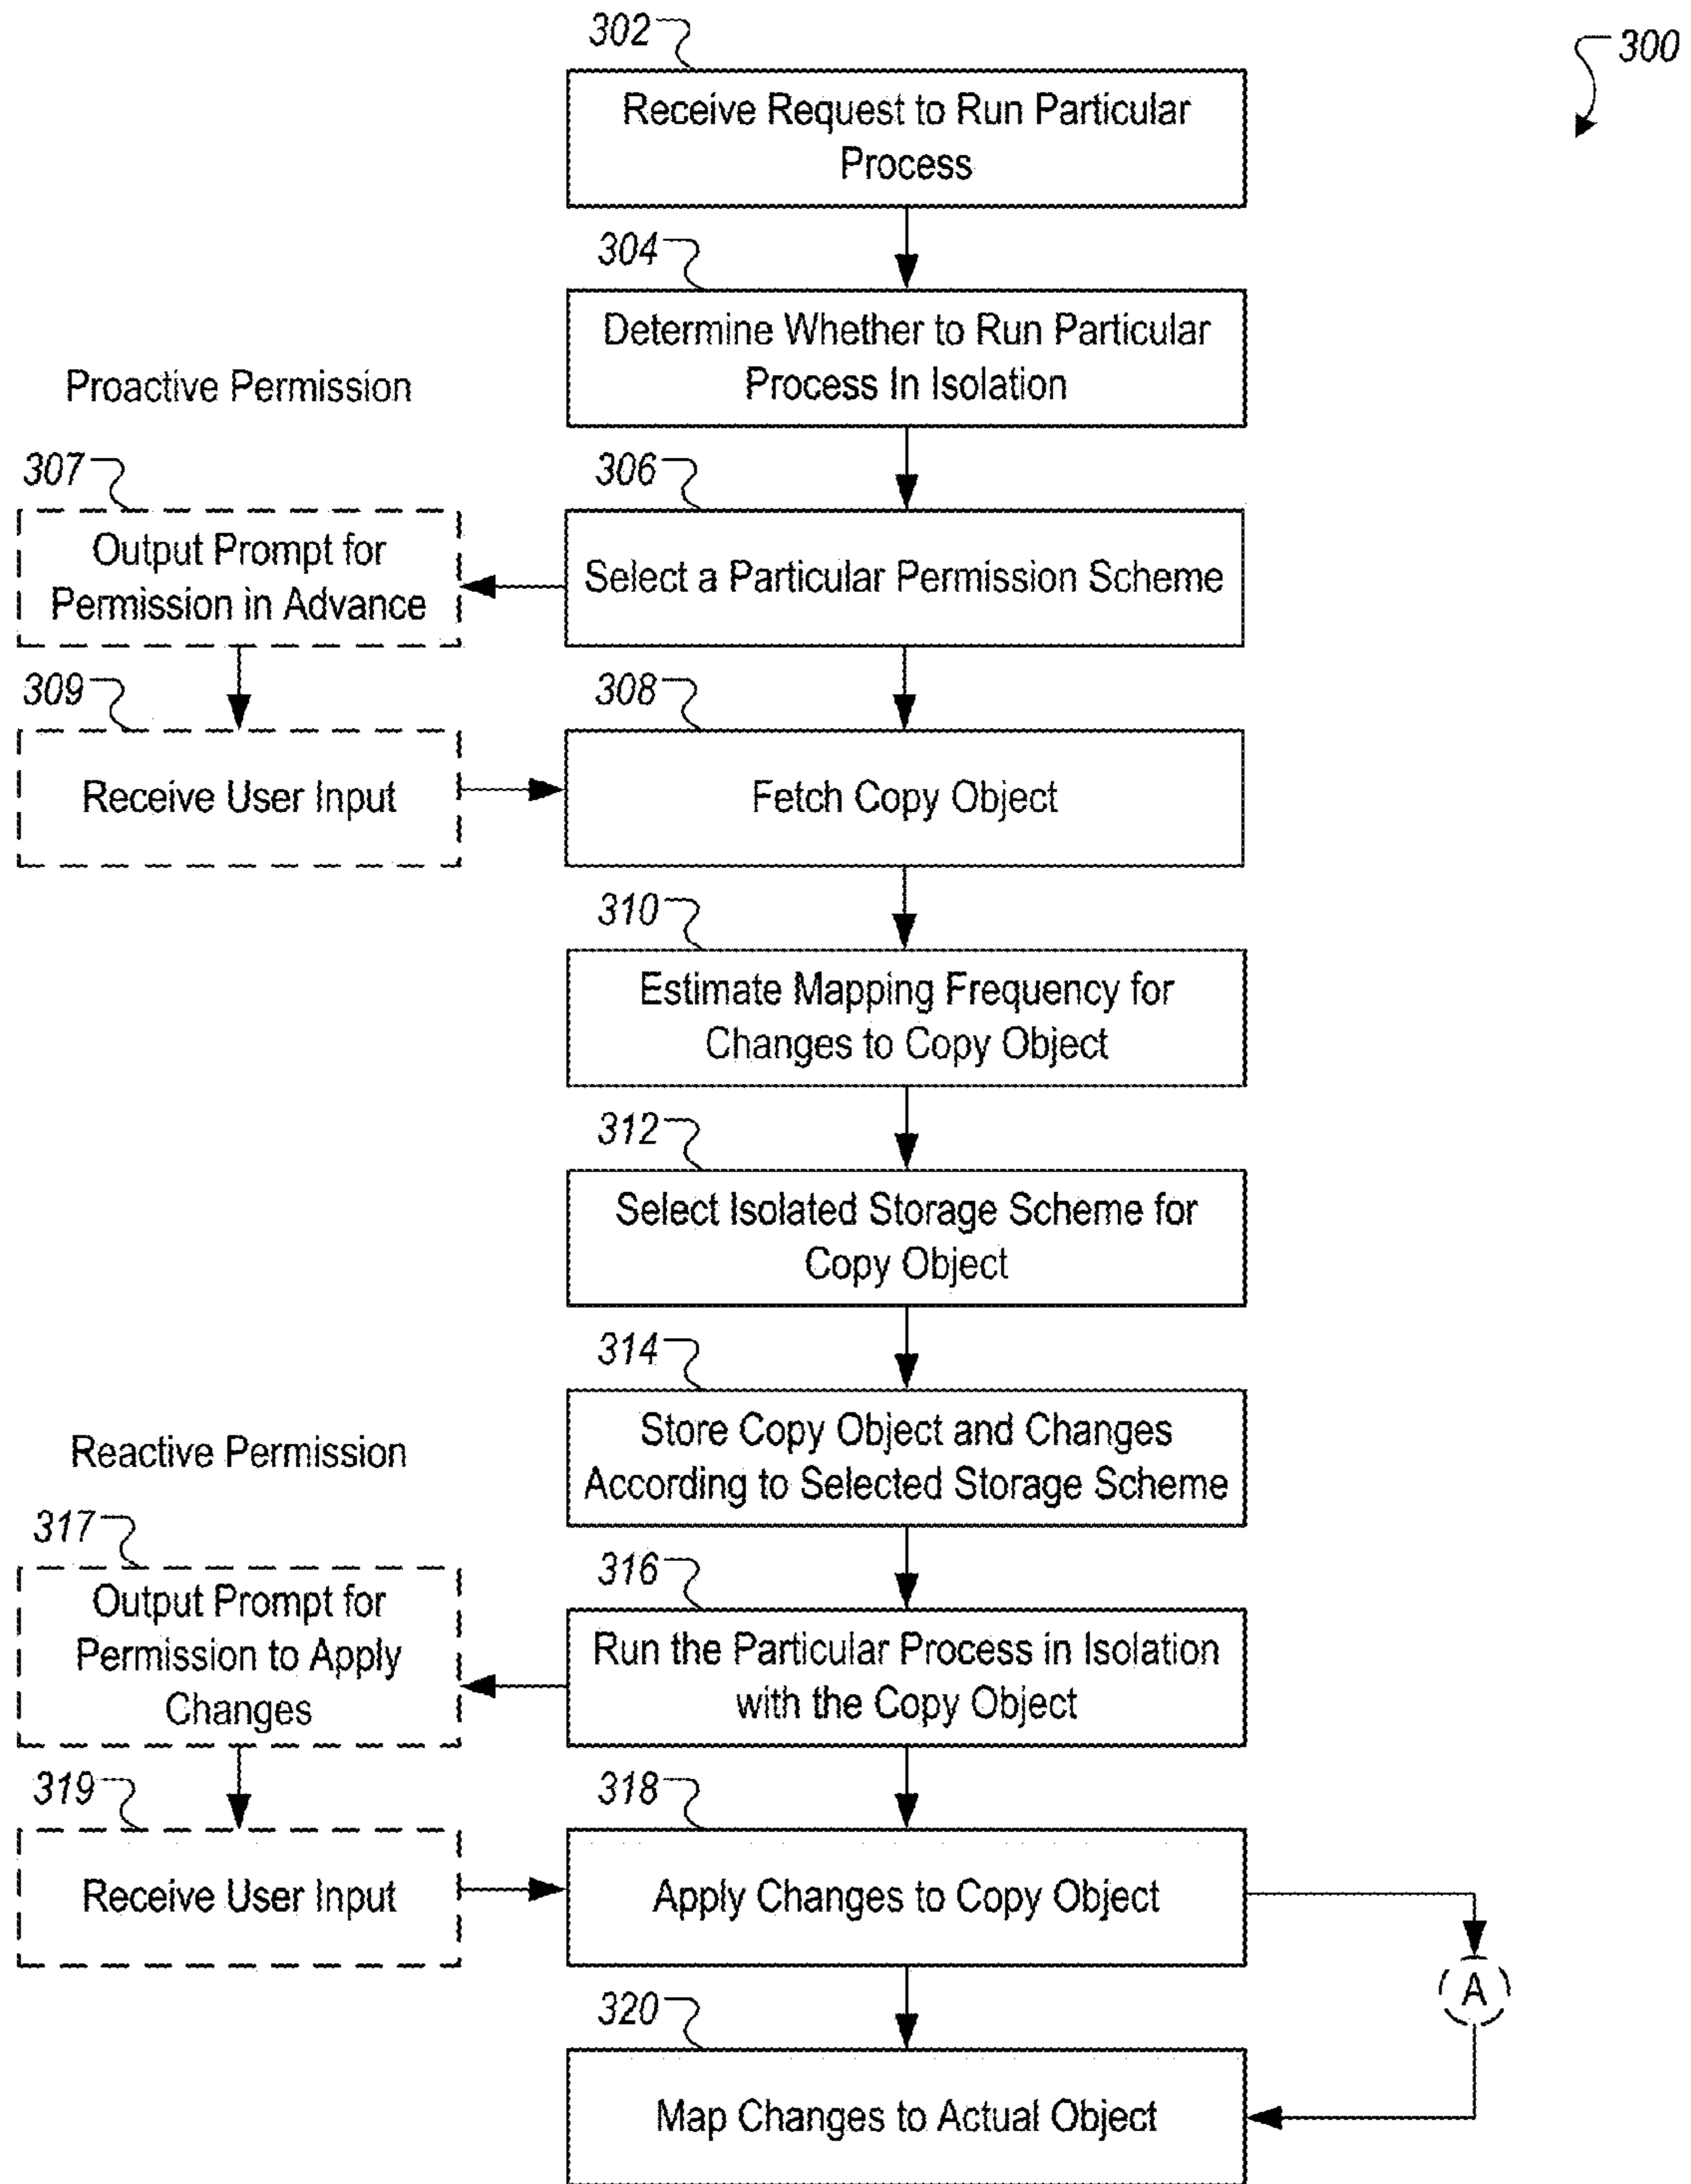 302
300
Receive Request to Run Particular
Process
304
Determine Whether to Run Particular
Process In Isolation
Proactive Permission
307
306
Output Prompt for
Permission in Advance
Select a Particular Permission Scheme
309
308
Receive User Input
Fetch Copy Object
310
Estimate Mapping Frequency for
Changes to Copy Object
312
Select Isolated Storage Scheme for
Copy Object
314
Store Copy Object and Changes
According to Selected Storage Scheme
Reactive Permission
317
316
Output Prompt for
Permission to Apply
Changes
Run the Particular Process in Isolation
with the Copy Object
319
318
Receive User Input
Apply Changes to Copy Object
A
320
Map Changes to Actual Object